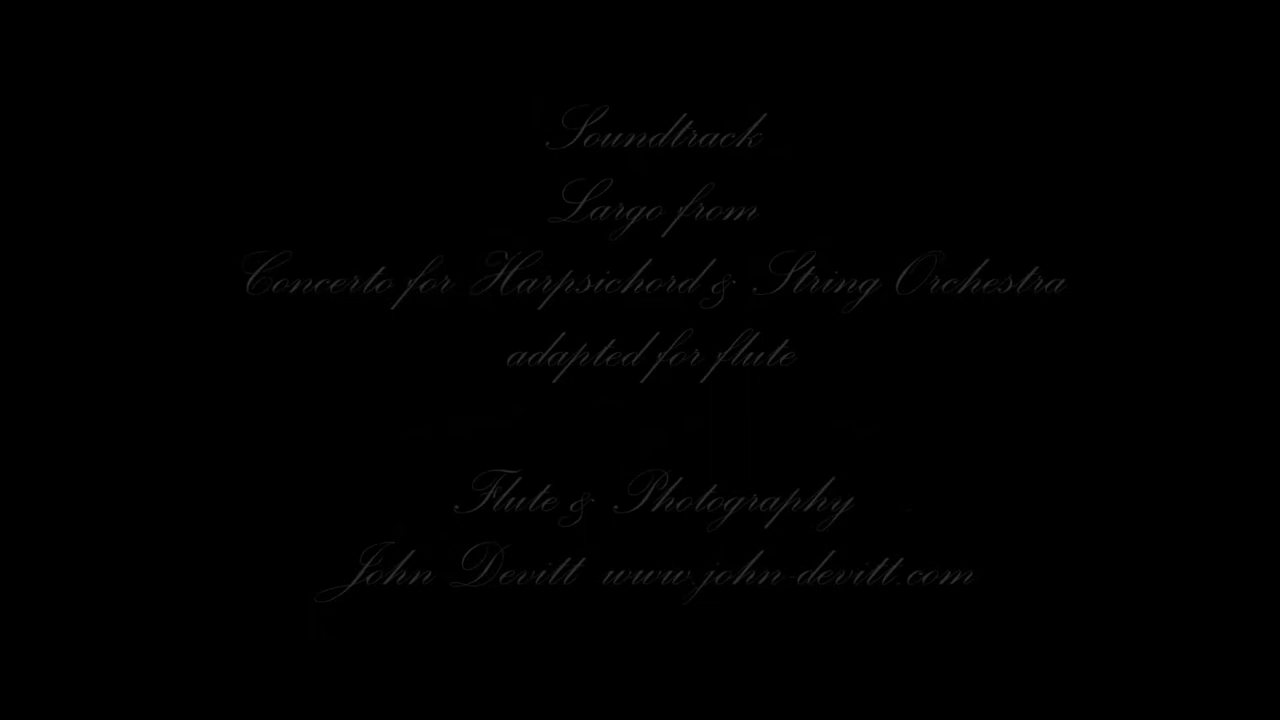 Soundtrack
Largo from
Concerto for Harpsichord & String Orchestra
adapted for flute
Flute & Photography
John Devitt www.john-devitt.com